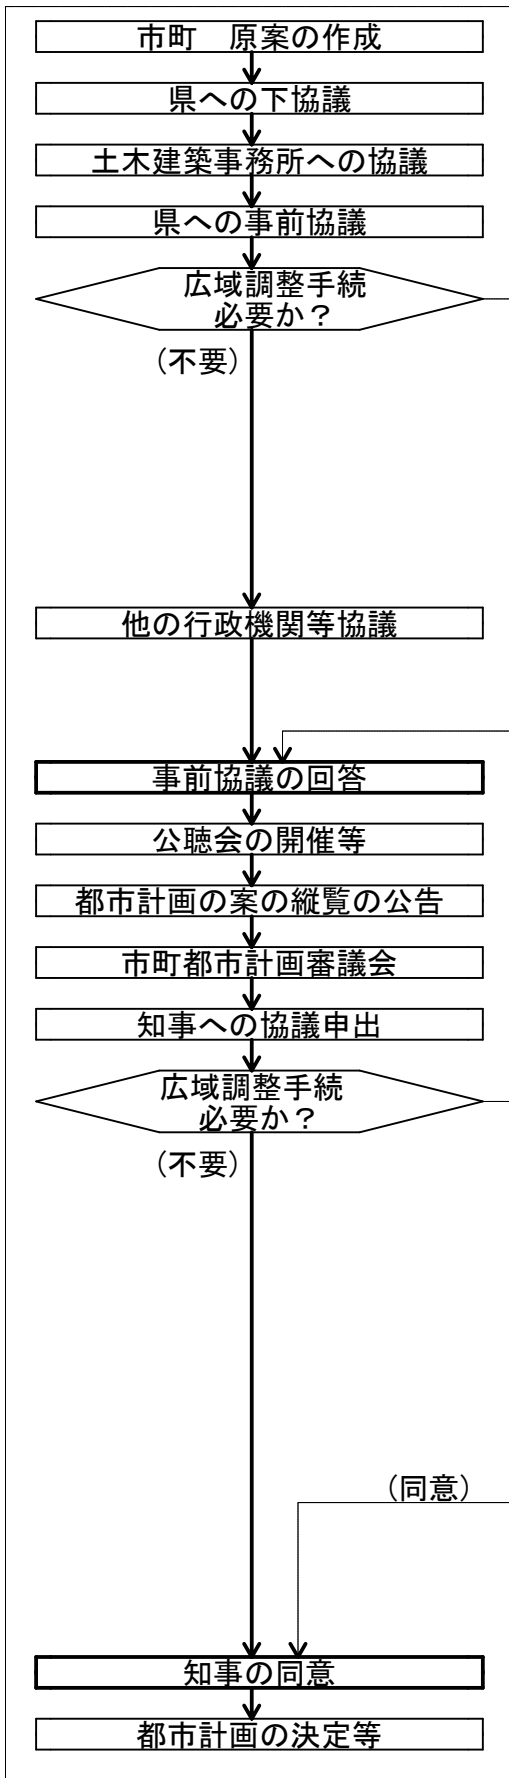 市町　原案の作成
県への下協議
土木建築事務所への協議
県への事前協議
広域調整手続
必要か？
（不要）
他の行政機関等協議
事前協議の回答
公聴会の開催等
都市計画の案の縦覧の公告
市町都市計画審議会
知事への協議申出
広域調整手続
必要か？
（不要）
（同意）
知事の同意
都市計画の決定等